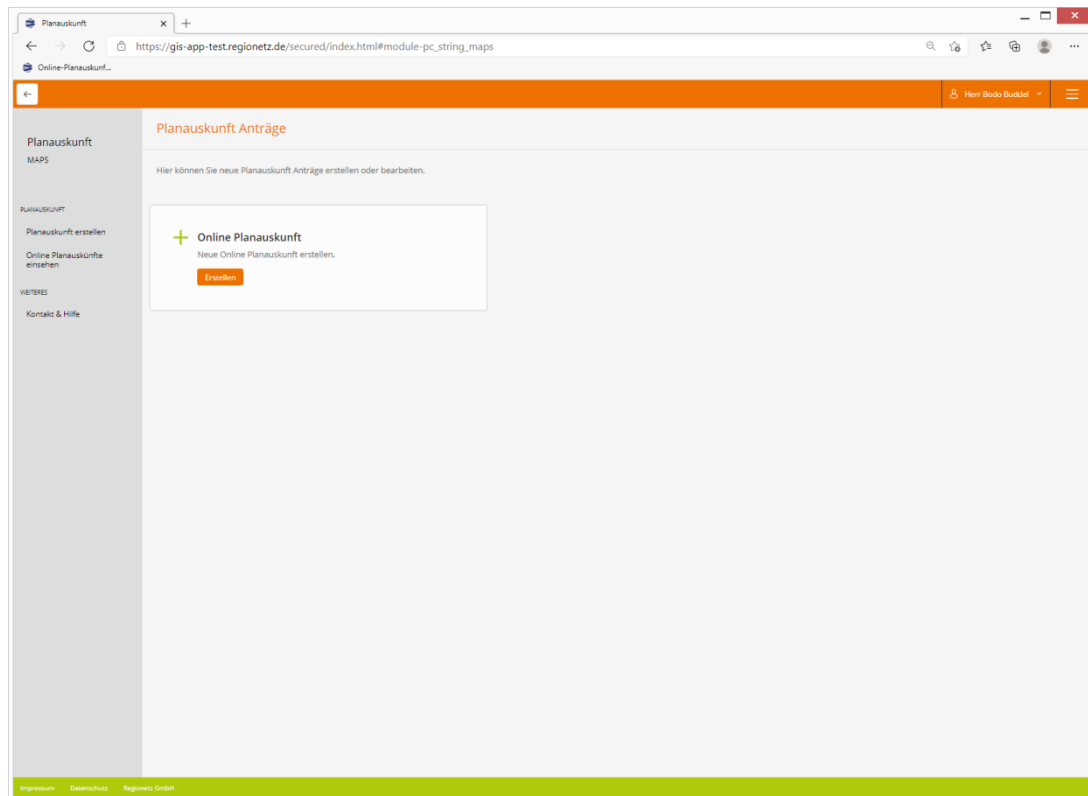 Planauskunft
https://gis-app-test.regionetz.de/secured/index.html#module-pc_string_maps
Online-Planauskunf...
Herr Bodo Buddel
Planauskunft
MAPS
PLANAUSKUNFT
Planauskunft erstellen
Online Planauskünfte
einsehen
WEITERES
Kontakt & Hilfe
Planauskunft Anträge
Hier können Sie neue Planauskunft Anträge erstellen oder bearbeiten.
Online Planauskunft
Neue Online Planauskunft erstellen.
Erstellen
Impressum Datenschutz Regionetz GmbH